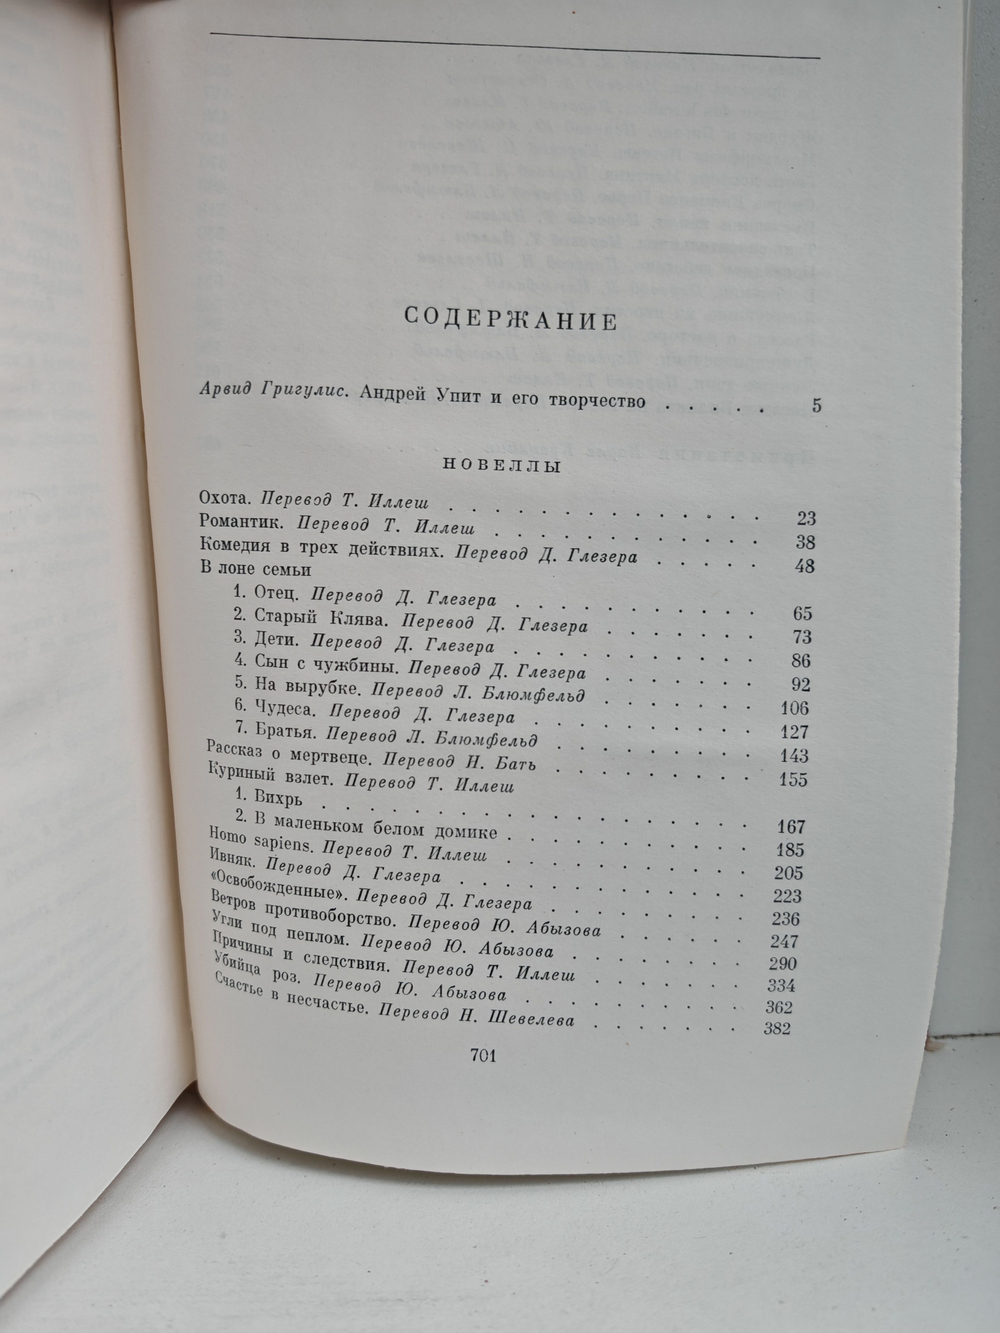 СОДЕРЖАНИЕ
Арвид Григулис. Андрей Упит и его творчество . . . . . 5
НОВЕЛЛЫ
Охота. Перевод Т. Иллеш . . . . . . . . . . . . . . 23
Романтик. Перевод Т. Иллеш . . . . . . . . . . . . 38
Комедия в трех действиях. Перевод Д. Глезера . . . . . 48
В лоне семьи
1. Отец. Перевод Д. Глезера . . . . . . . . . . . 65
2. Старый Клява. Перевод Д. Глезера . . . . . . . 73
3. Дети. Перевод Д. Глезера . . . . . . . . . . . 86
4. Сын с чужбины. Перевод Д. Глезера . . . . . . . 92
5. На вырубке. Перевод Л. Блюмфельд . . . . . . . 106
6. Чудеса. Перевод Д. Глезера . . . . . . . . . . 127
7. Братья. Перевод Л. Блюмфельд . . . . . . . . . 143
Рассказ о мертвеце. Перевод Н. Бать . . . . . . . . . 155
Куриный взлет. Перевод Т. Иллеш
1. Вихрь . . . . . . . . . . . . . . . . . . 167
2. В маленьком белом домике . . . . . . . . . . . 185
Homo sapiens. Перевод Т. Иллеш . . . . . . . . . . . 205
Ивняк. Перевод Д. Глезера . . . . . . . . . . . . . 223
«Освобожденные». Перевод Д. Глезера . . . . . . . . . 236
Ветров противоборство. Перевод Ю. Абызова . . . . . . 247
Угли под пеплом. Перевод Ю. Абызова . . . . . . . . 290
Причины и следствия. Перевод Т. Иллеш . . . . . . . . 334
Убийца роз. Перевод Ю. Абызова . . . . . . . . . . 362
Счастье в несчастье. Перевод Н. Шевелева . . . . . . . 382
701